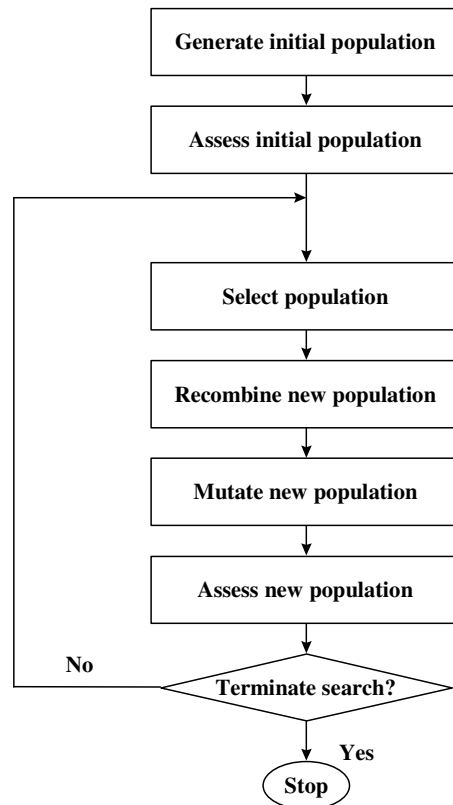 Generate initial population
Assess initial population
Select population
Recombine new population
Mutate new population
Assess new population
No
Terminate search?
Yes
Stop